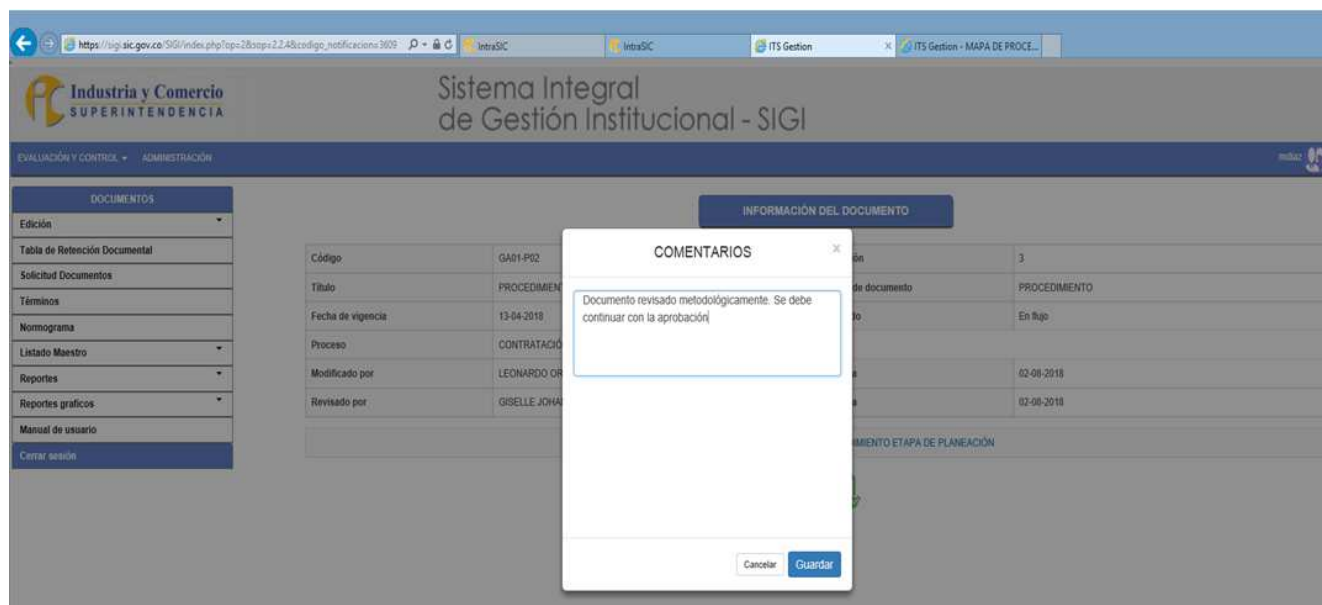 https://sigi.sic.gov.co/SIGI/index.php?op=2&sop=2.2.4&codigo_notificacion=3609
IntraSIC
IntraSIC
ITS Gestion
ITS Gestion - MAPA DE PROCE...
Industria y Comercio
SUPERINTENDENCIA
Sistema Integral
de Gestión Institucional - SIGI
EVALUACIÓN Y CONTROL ADMINISTRACIÓN
DOCUMENTOS
Edición
Tabla de Retención Documental
Solicitud Documentos
Términos
Normograma
Listado Maestro
Reportes
Reportes graficos
Manual de usuario
Cerrar sesión
INFORMACIÓN DEL DOCUMENTO
Código GA01-P02 ón 3
Título PROCEDIMIEN de documento PROCEDIMIENTO
Fecha de vigencia 13-04-2018 do En flujo
Proceso CONTRATACIÓ
Modificado por LEONARDO OR a 02-08-2018
Revisado por GISELLE JOHA a 02-08-2018
IMIENTO ETAPA DE PLANEACIÓN
COMENTARIOS ×
Documento revisado metodológicamente. Se debe
continuar con la aprobación
Cancelar Guardar